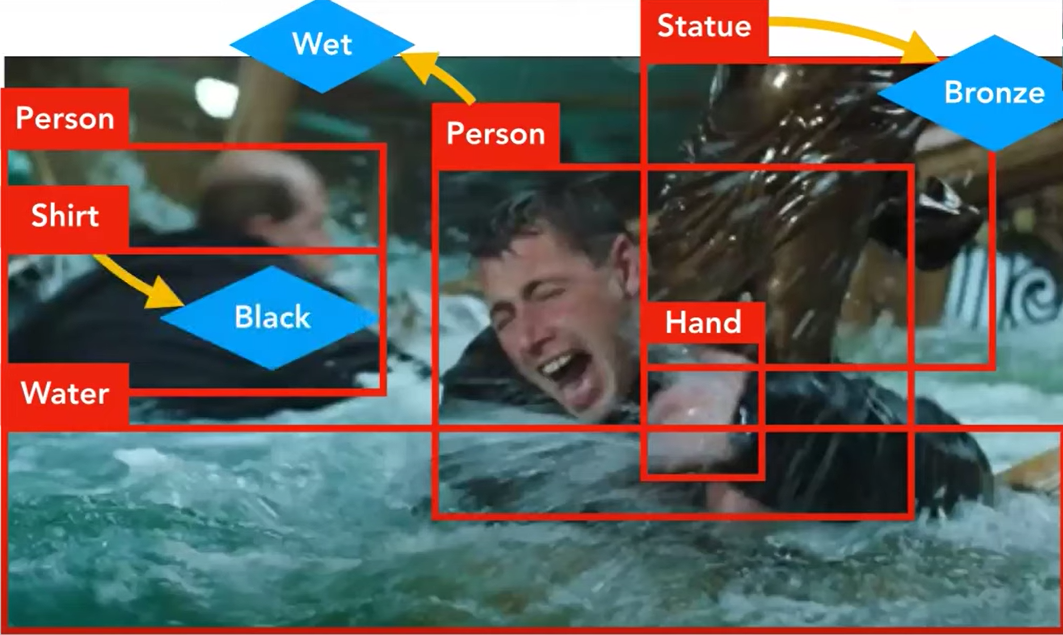 Statue
Wet
Bronze
Person
Person
Shirt
Hand
Black
Water